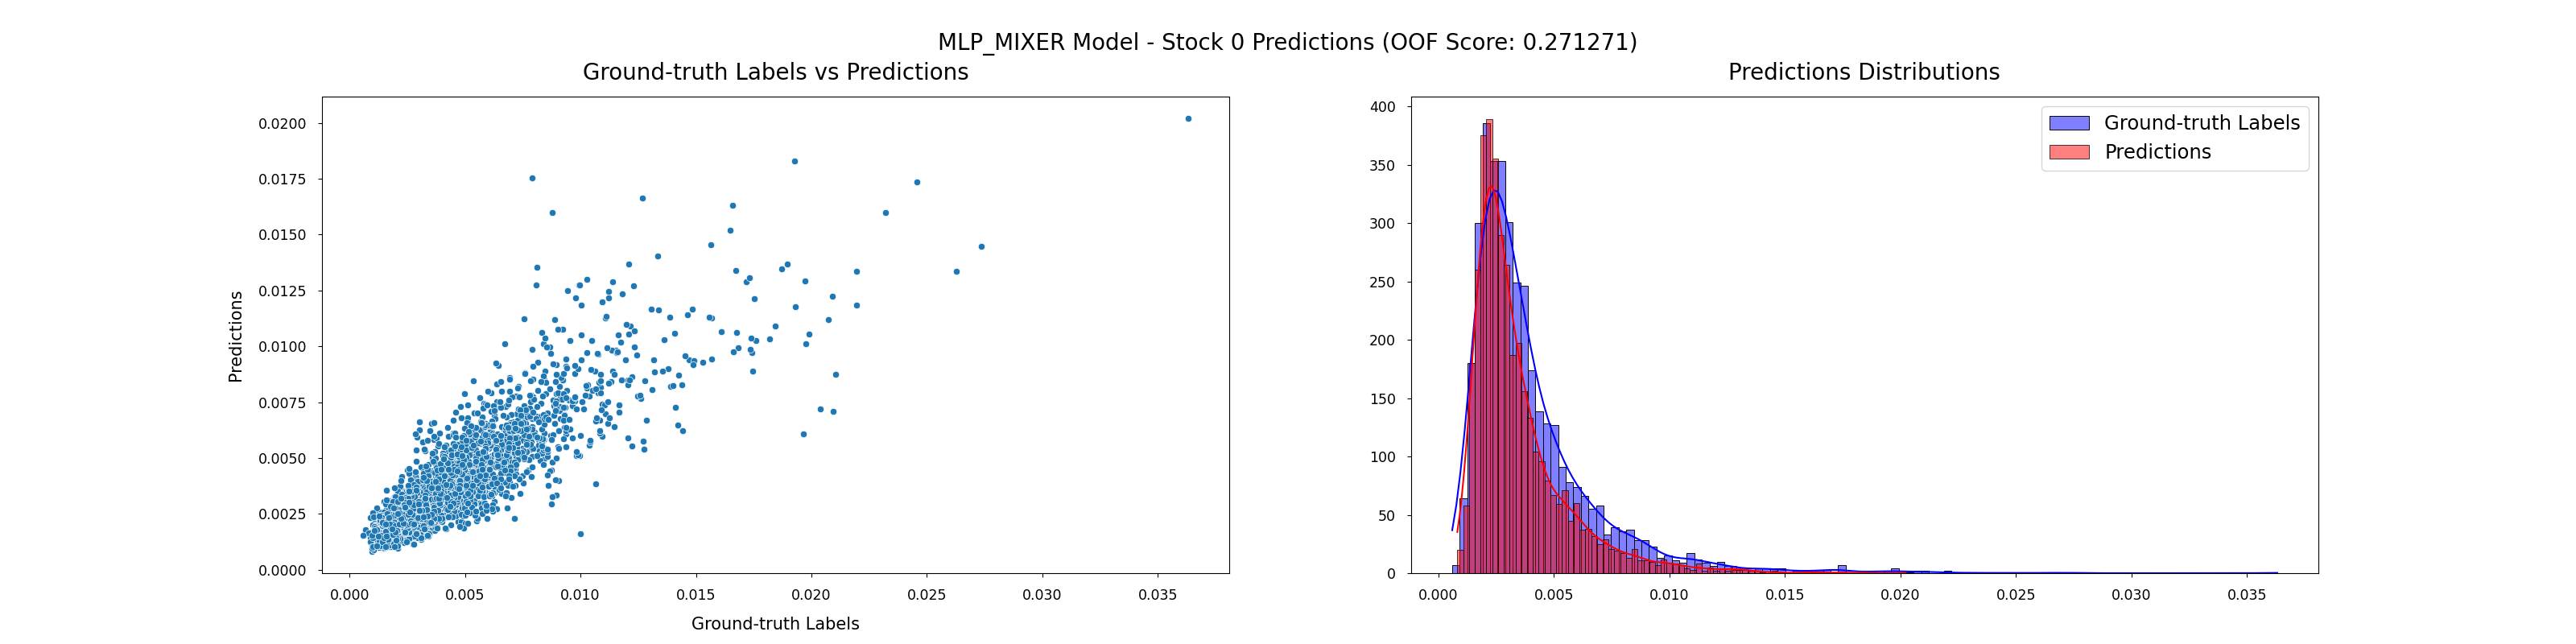 MLP_MIXER Model - Stock 0 Predictions (OOF Score: 0.271271)
Ground-truth Labels vs Predictions
0.0200
0.0175
0.0150
0.0125
0.0100
0.0075
0.0050
0.0025
0.0000
Predictions
0.000 0.005 0.010 0.015 0.020 0.025 0.030 0.035
Ground-truth Labels
Predictions Distributions
400
350
300
250
200
150
100
50
0
0.000 0.005 0.010 0.015 0.020 0.025 0.030 0.035
Ground-truth Labels
Predictions